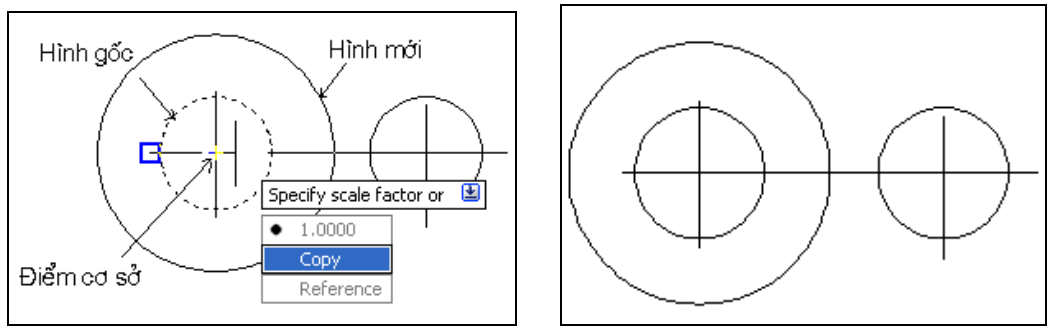 Hình gốc
Hình mới
Specify scale factor or
1.0000
Copy
Reference
Điểm cơ sở